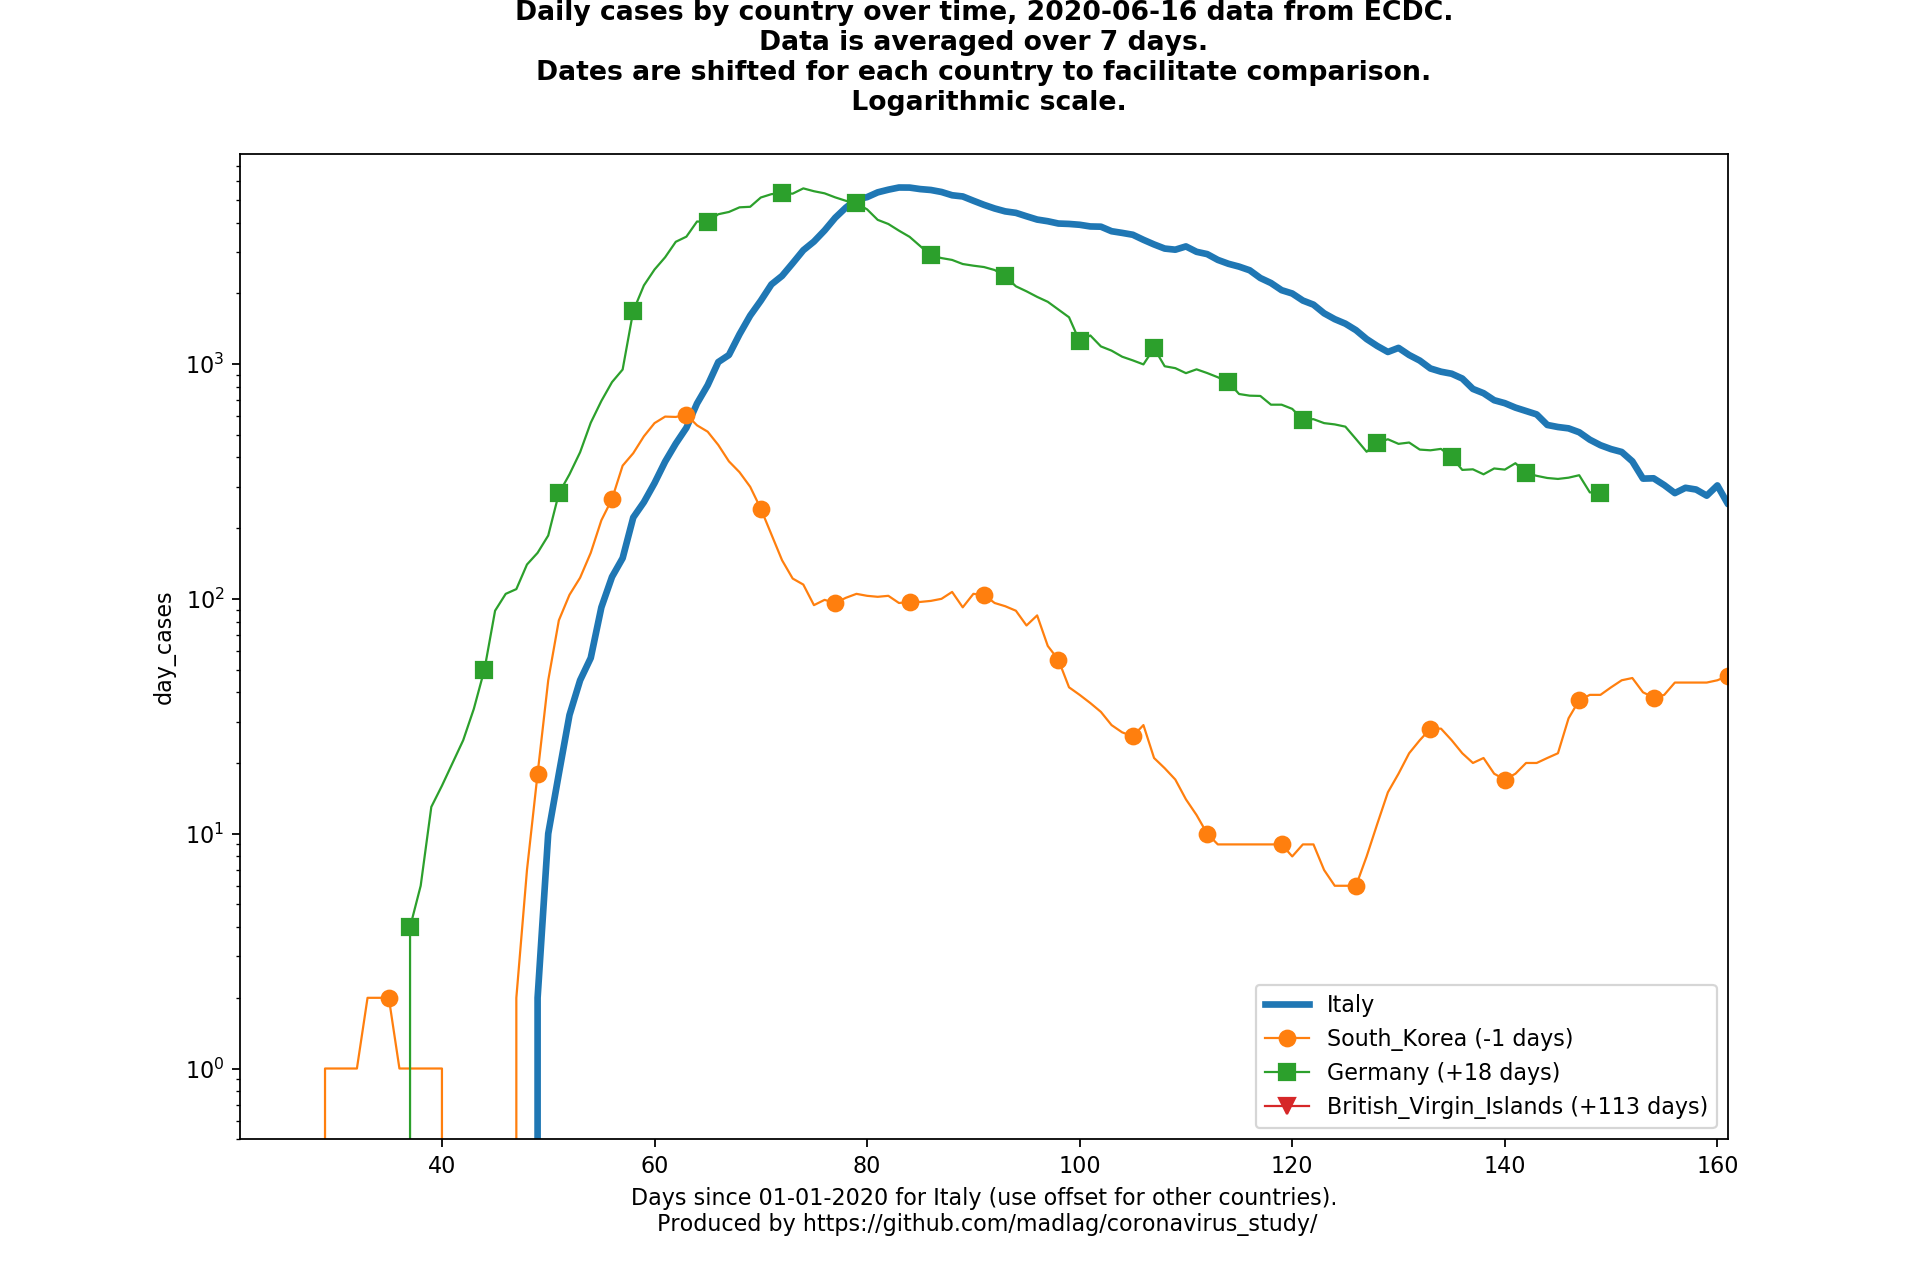 Daily cases by country over time, 2020-06-16 data from ECDC.
Data is averaged over 7 days.
Dates are shifted for each country to facilitate comparison.
Logarithmic scale.
day_cases
10³
10²
10¹
10⁰
Italy
South_Korea (-1 days)
Germany (+18 days)
British_Virgin_Islands (+113 days)
40 60 80 100 120 140 160
Days since 01-01-2020 for Italy (use offset for other countries).
Produced by https://github.com/madlag/coronavirus_study/